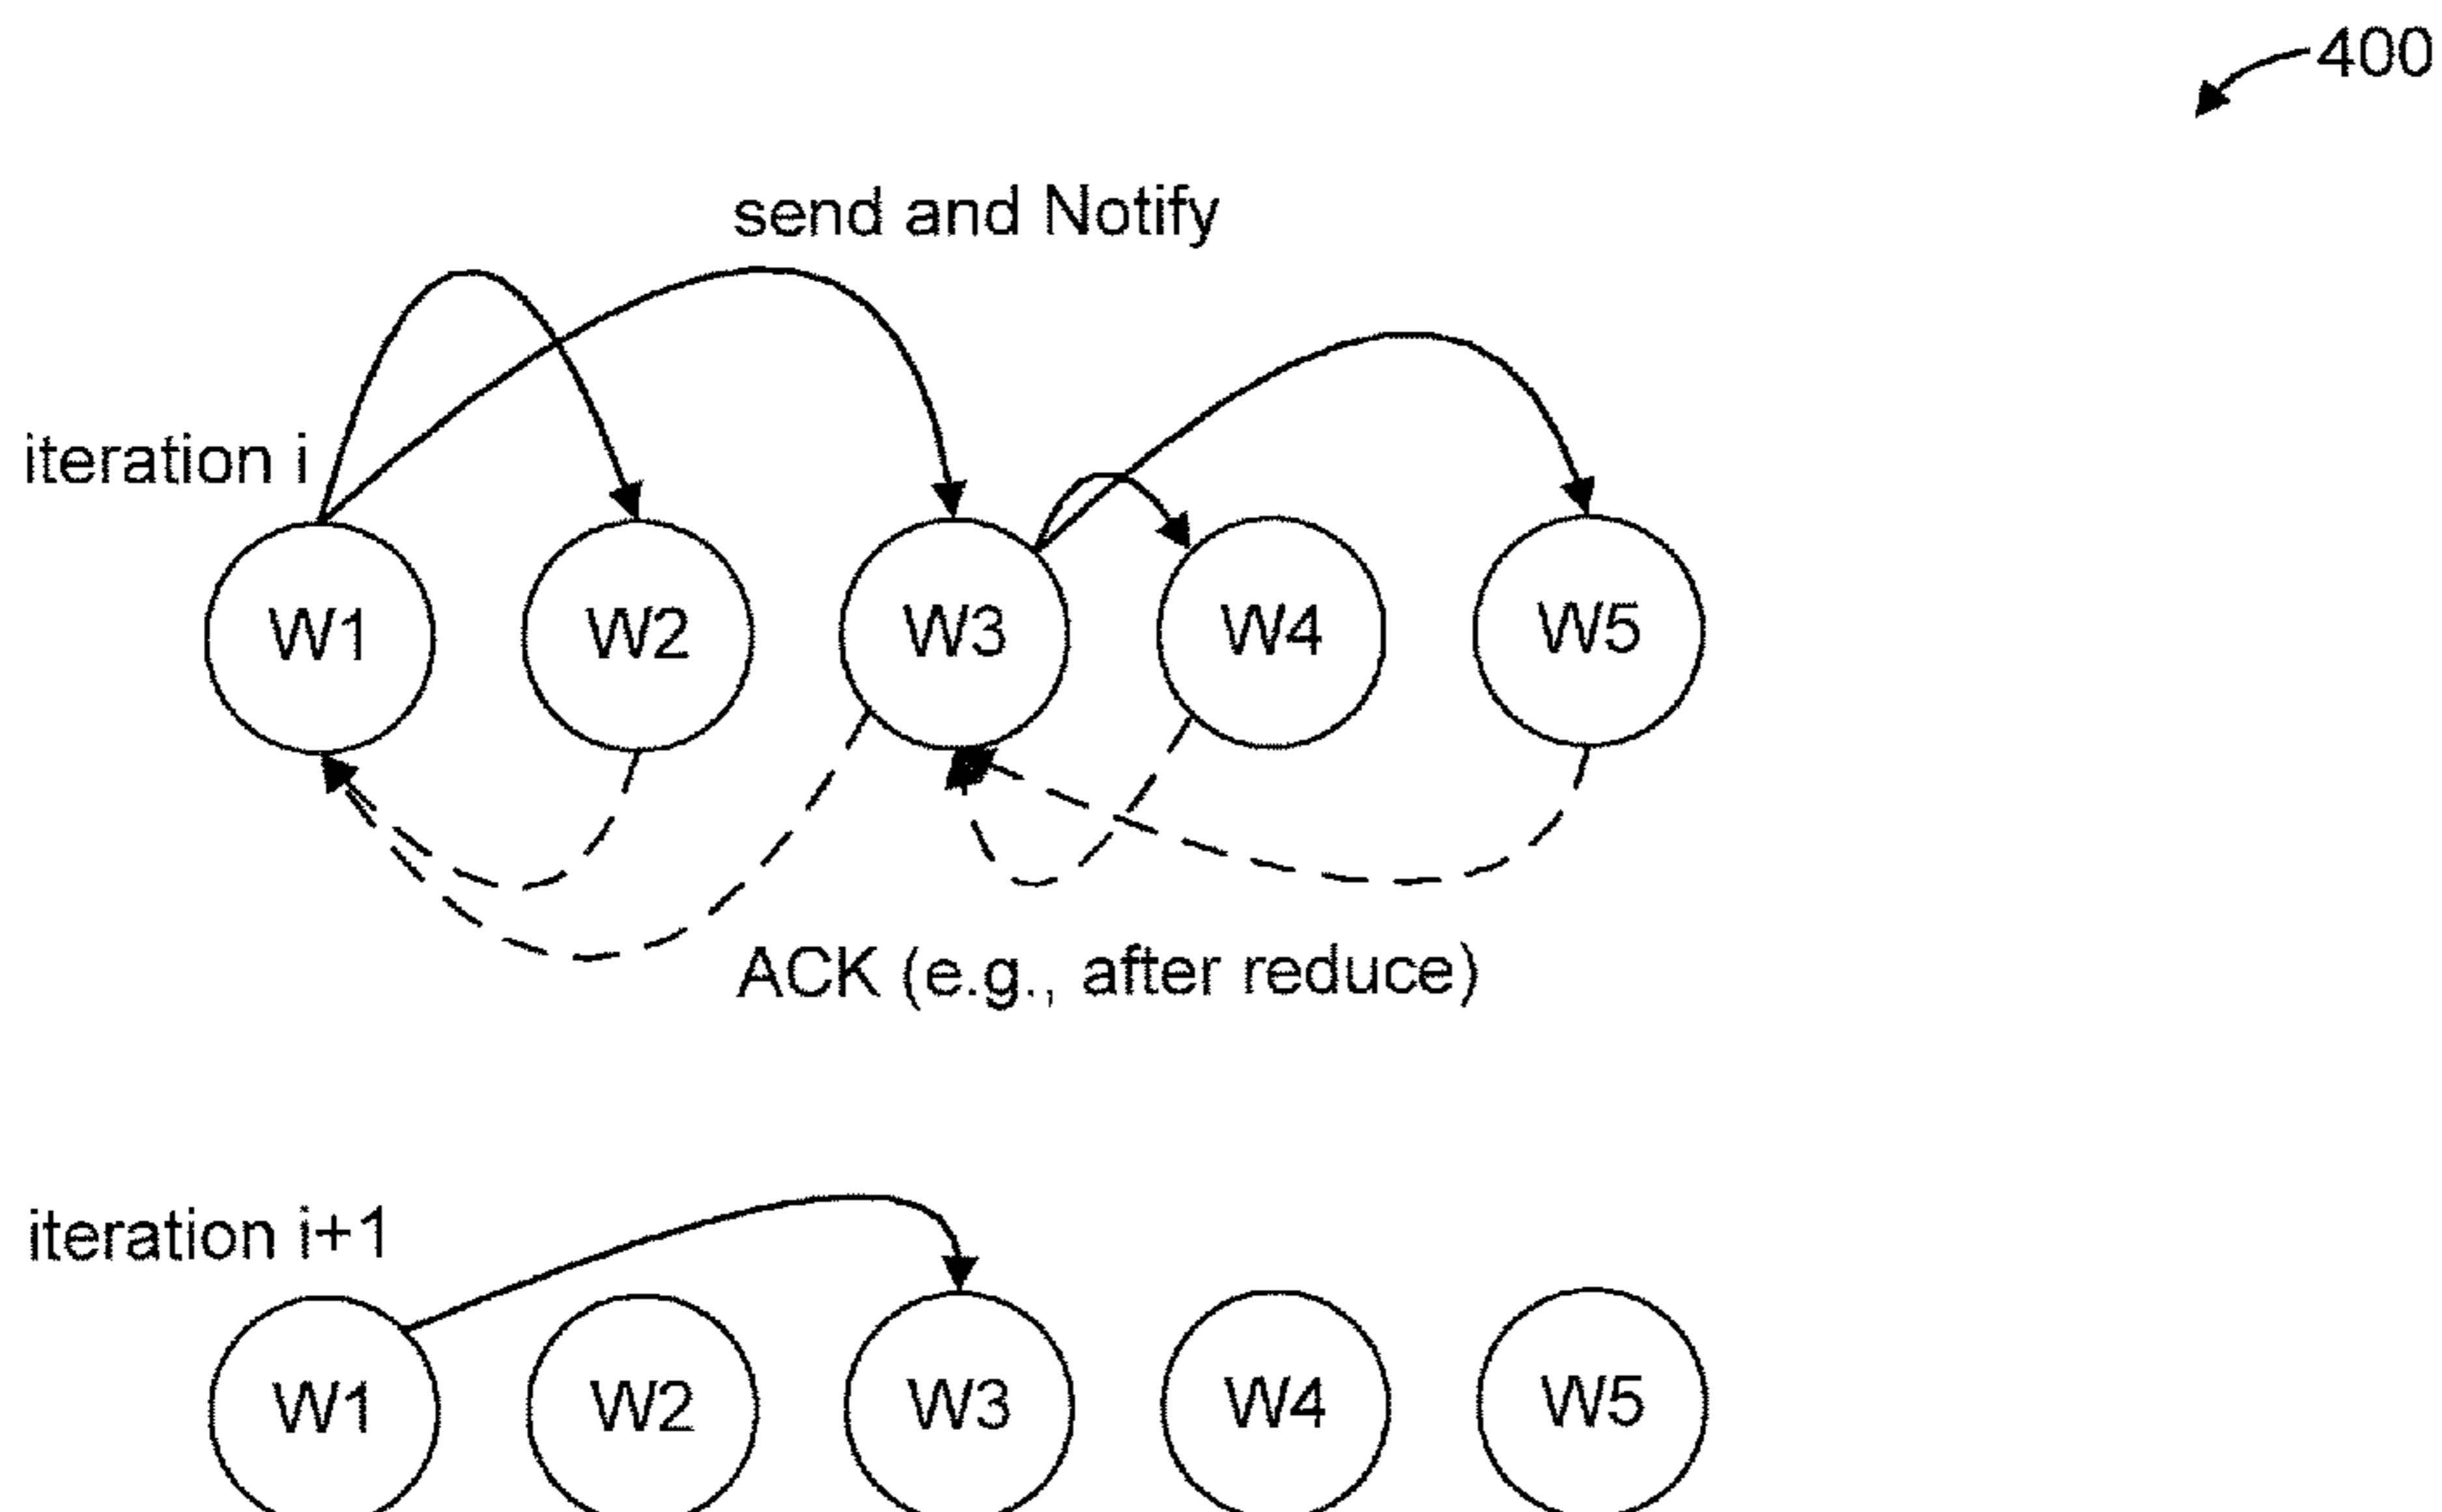 400
send and Notify
iteration i
W1 W2 W3 W4 W5
ACK (e.g., after reduce)
iteration i+1
W1 W2 W3 W4 W5